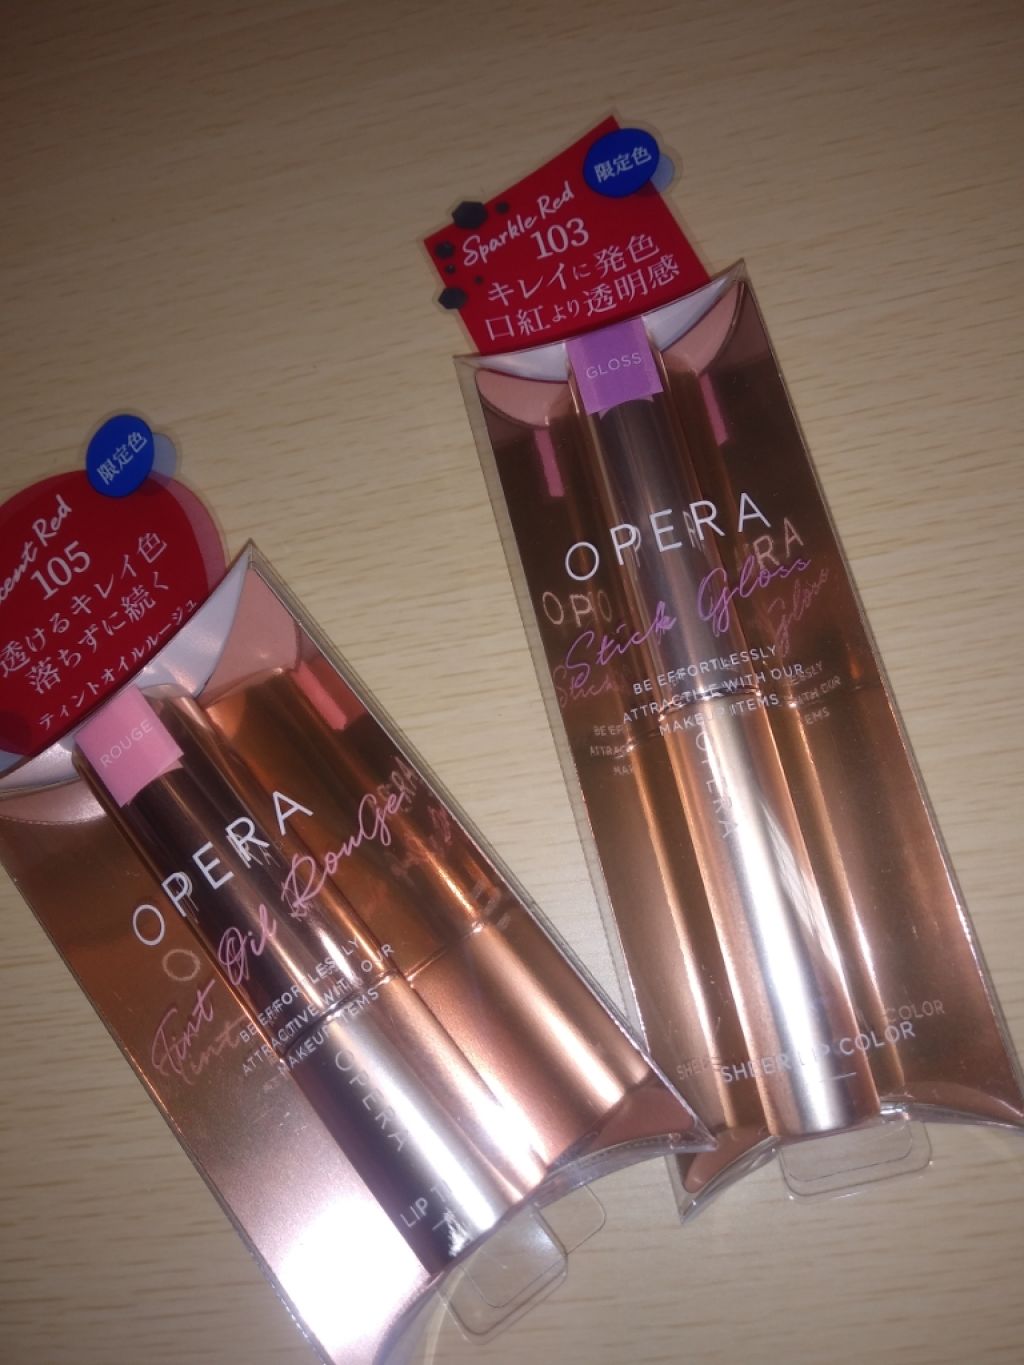 限定色
Sparkle Red
103
キレイに発色
口紅より透明感
GLOSS
OPERA
Stick Gloss
BE EFFORTLESSLY
ATTRACTIVE WITH OUR
MAKEUP ITEMS
OPERA
SHEER LIP COLOR
限定色
Red
105
透けるキレイ色
落ちずに続く
ティントオイルルージュ
ROUGE
OPERA
Tint Oil Rouge
BE EFFORTLESSLY
ATTRACTIVE WITH OUR
MAKEUP ITEMS
OPERA
LIP